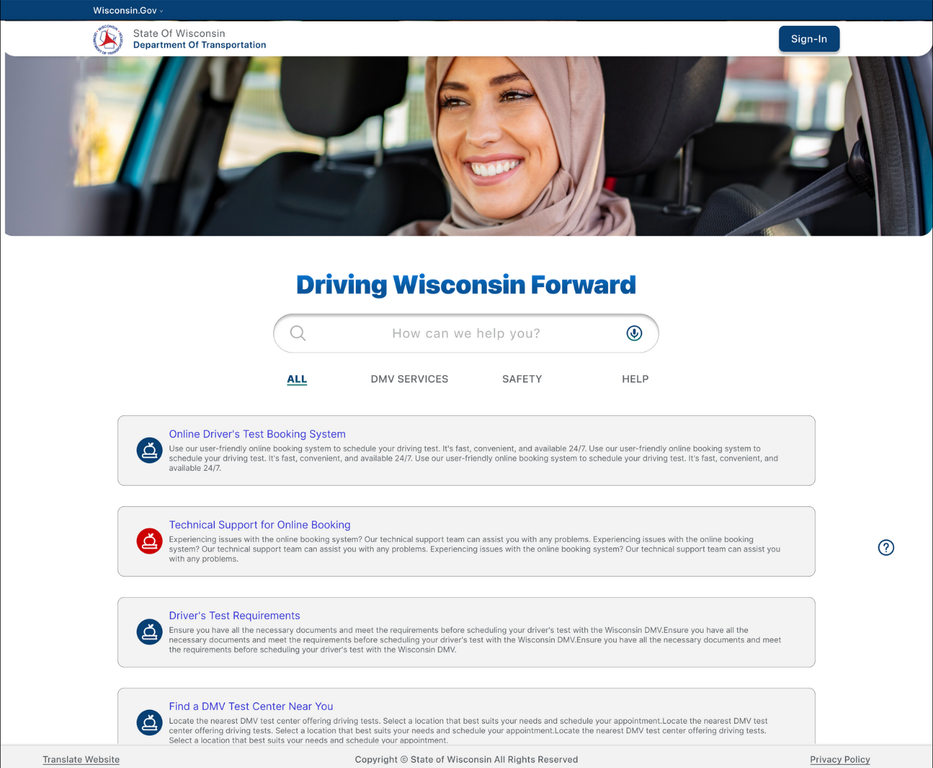 Wisconsin.Gov
State Of Wisconsin
Department Of Transportation
Sign-In
Driving Wisconsin Forward
How can we help you?
ALL DMV SERVICES SAFETY HELP
Online Driver's Test Booking System
Use our user-friendly online booking system to schedule your driving test. It's fast, convenient, and available 24/7. Use our user-friendly online booking system to
schedule your driving test. It's fast, convenient, and available 24/7. Use our user-friendly online booking system to schedule your driving test. It's fast, convenient, and
available 24/7.
Technical Support for Online Booking
Experiencing issues with the online booking system? Our technical support team can assist you with any problems. Experiencing issues with the online booking
system? Our technical support team can assist you with any problems. Experiencing issues with the online booking system? Our technical support team can assist you
with any problems.
?
Driver's Test Requirements
Ensure you have all the necessary documents and meet the requirements before scheduling your driver's test with the Wisconsin DMV.Ensure you have all the
necessary documents and meet the requirements before scheduling your driver's test with the Wisconsin DMV.Ensure you have all the necessary documents and meet
the requirements before scheduling your driver's test with the Wisconsin DMV.
Find a DMV Test Center Near You
Locate the nearest DMV test center offering driving tests. Select a location that best suits your needs and schedule your appointment.Locate the nearest DMV test
center offering driving tests. Select a location that best suits your needs and schedule your appointment.Locate the nearest DMV test center offering driving tests.
Select a location that best suits your needs and schedule your appointment.
Translate Website
Copyright © State of Wisconsin All Rights Reserved
Privacy Policy